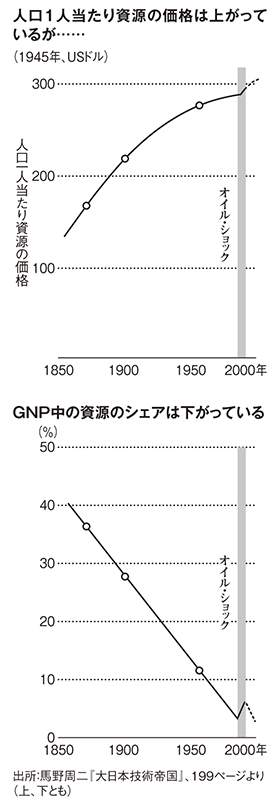 人口1人当たり資源の価格は上がって
いるが……
（1945年、USドル）
300
200
100
人口一人当たり資源の価格
オイル・ショック
1850
1900
1950
2000年
GNP中の資源のシェアは下がっている
(%)
50
40
30
20
10
0
オイル・ショック
1850
1900
1950
2000年
出所:馬野周二『大日本技術帝国』、199ページより
（上、下とも）